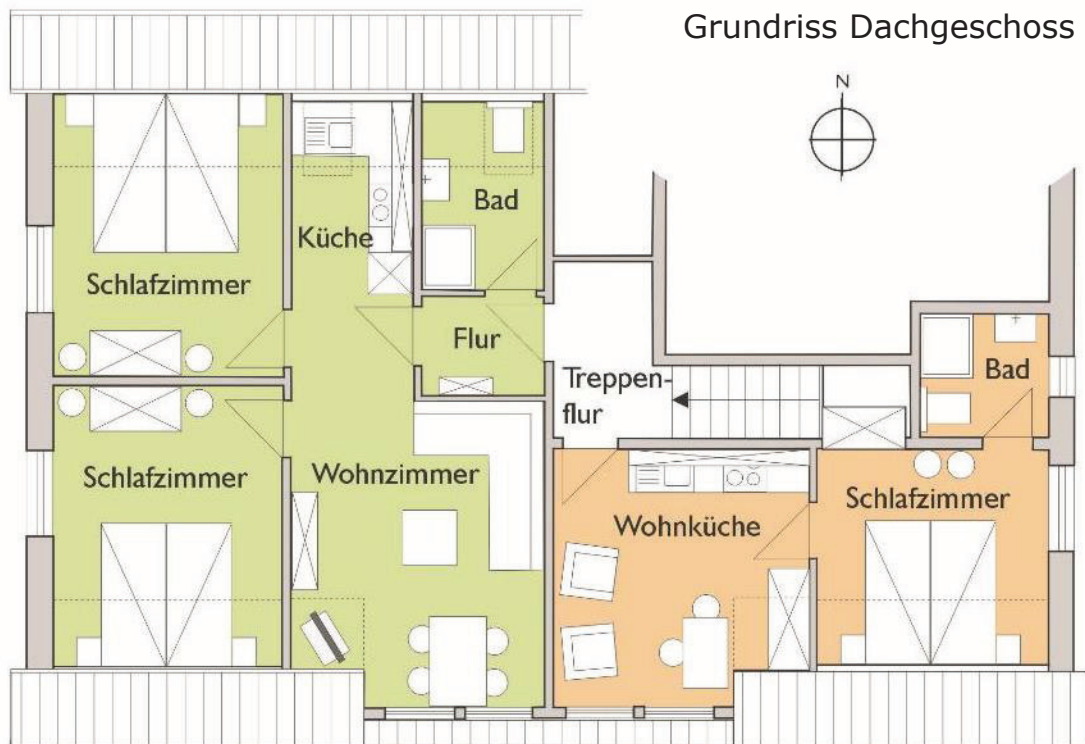 Grundriss Dachgeschoss
N
Bad
Küche
Schlafzimmer
Flur
Treppen-
flur
Bad
Schlafzimmer
Wohnzimmer
Schlafzimmer
Wohnküche